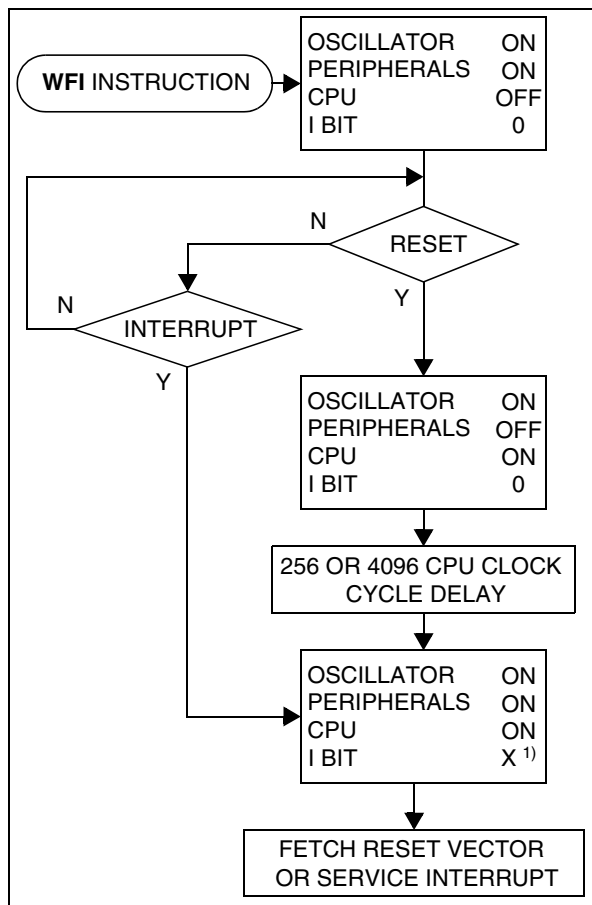 WFI INSTRUCTION
OSCILLATOR ON
PERIPHERALS ON
CPU OFF
I BIT 0
N
RESET
Y
N
INTERRUPT
Y
OSCILLATOR ON
PERIPHERALS OFF
CPU ON
I BIT 0
256 OR 4096 CPU CLOCK
CYCLE DELAY
OSCILLATOR ON
PERIPHERALS ON
CPU ON
I BIT X 1)
FETCH RESET VECTOR
OR SERVICE INTERRUPT